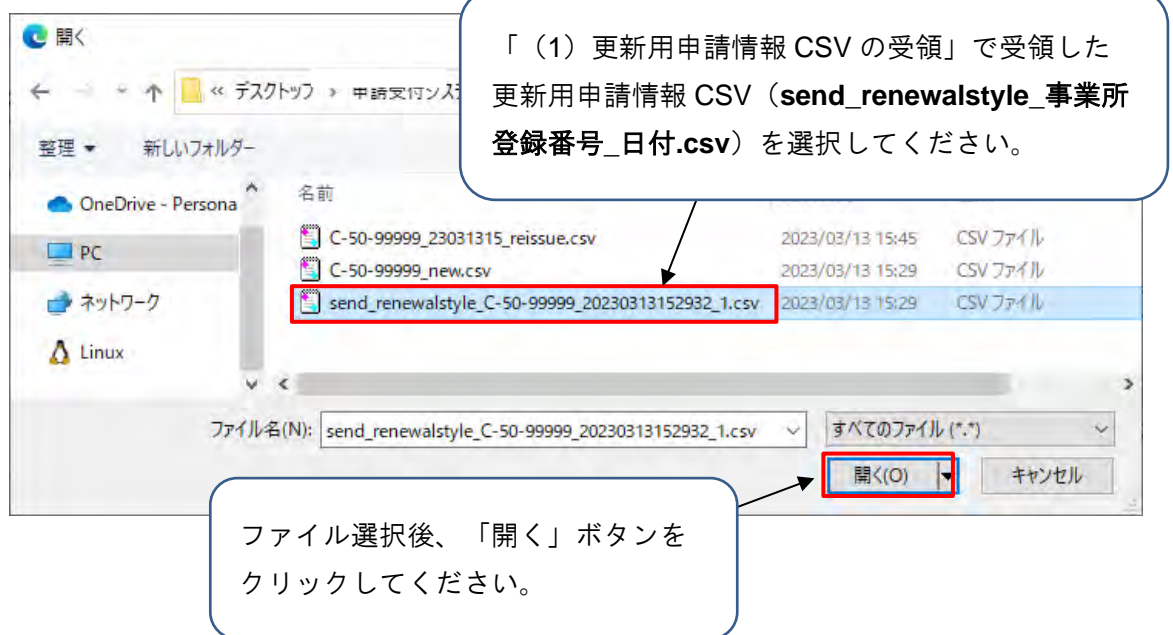 開く
「（1）更新用申請情報 CSV の受領」で受領した
更新用申請情報 CSV（send_renewalstyle_事業所
登録番号_日付.csv）を選択してください。
« デスクトップ › 申請受付シス
整理 新しいフォルダー
名前
OneDrive - Persona
PC
ネットワーク
Linux
C-50-99999_23031315_reissue.csv 2023/03/13 15:45 CSV ファイル
C-50-99999_new.csv 2023/03/13 15:29 CSV ファイル
send_renewalstyle_C-50-99999_20230313152932_1.csv 2023/03/13 15:29 CSV ファイル
ファイル名(N): send_renewalstyle_C-50-99999_20230313152932_1.csv すべてのファイル (*.*)
開く(O) キャンセル
ファイル選択後、「開く」ボタンを
クリックしてください。